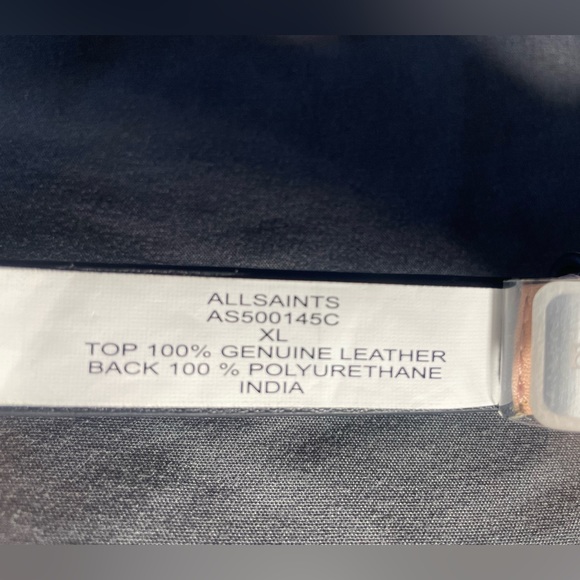 ALLSAINTS
AS500145C
XL
TOP 100% GENUINE LEATHER
BACK 100 % POLYURETHANE
INDIA